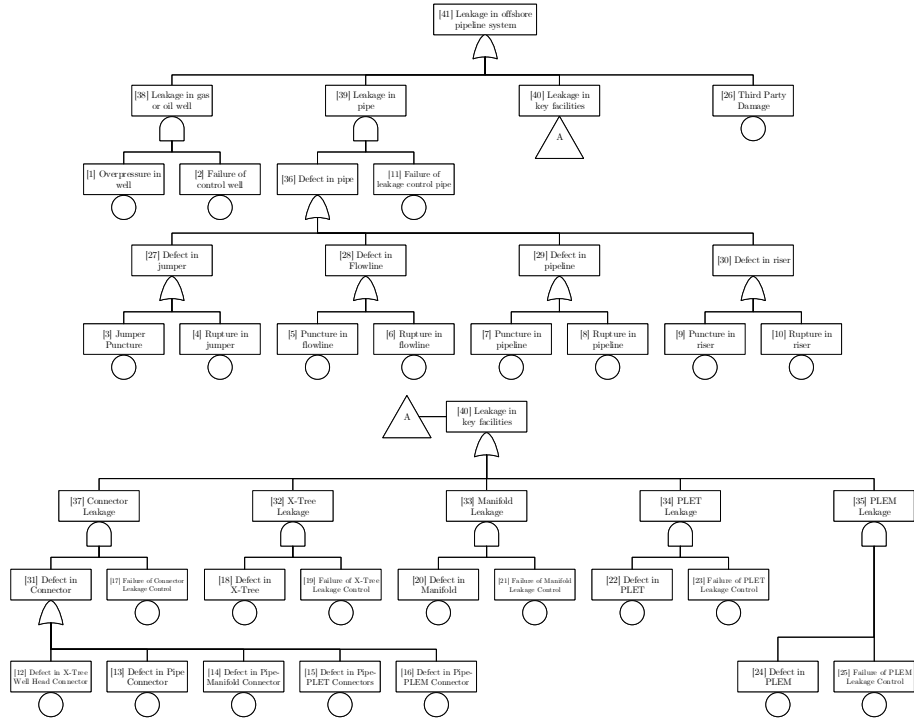 [41] Leakage in offshore
pipeline system
[38] Leakage in gas
or oil well
[39] Leakage in
pipe
[40] Leakage in
key facilities
[26] Third Party
Damage
A
[1] Overpressure in
well
[2] Failure of
control well
[36] Defect in pipe
[11] Failure of
leakage control pipe
[27] Defect in
jumper
[28] Defect in
Flowline
[29] Defect in
pipeline
[30] Defect in riser
[3] Jumper
Puncture
[4] Rupture in
jumper
[5] Puncture in
flowline
[6] Rupture in
flowline
[7] Puncture in
pipeline
[8] Rupture in
pipeline
[9] Puncture in
riser
[10] Rupture in
riser
A
[40] Leakage in
key facilities
[37] Connector
Leakage
[32] X-Tree
Leakage
[33] Manifold
Leakage
[34] PLET
Leakage
[35] PLEM
Leakage
[31] Defect in
Connector
[17] Failure of Connector
Leakage Control
[18] Defect in
X-Tree
[19] Failure of X-Tree
Leakage Control
[20] Defect in
Manifold
[21] Failure of Manifold
Leakage Control
[22] Defect in
PLET
[23] Failure of PLET
Leakage Control
[12] Defect in X-Tree
Well Head Connector
[13] Defect in Pipe
Connector
[14] Defect in Pipe-
Manifold Connector
[15] Defect in Pipe-
PLET Connectors
[16] Defect in Pipe-
PLEM Connector
[24] Defect in
PLEM
[25] Failure of PLEM
Leakage Control